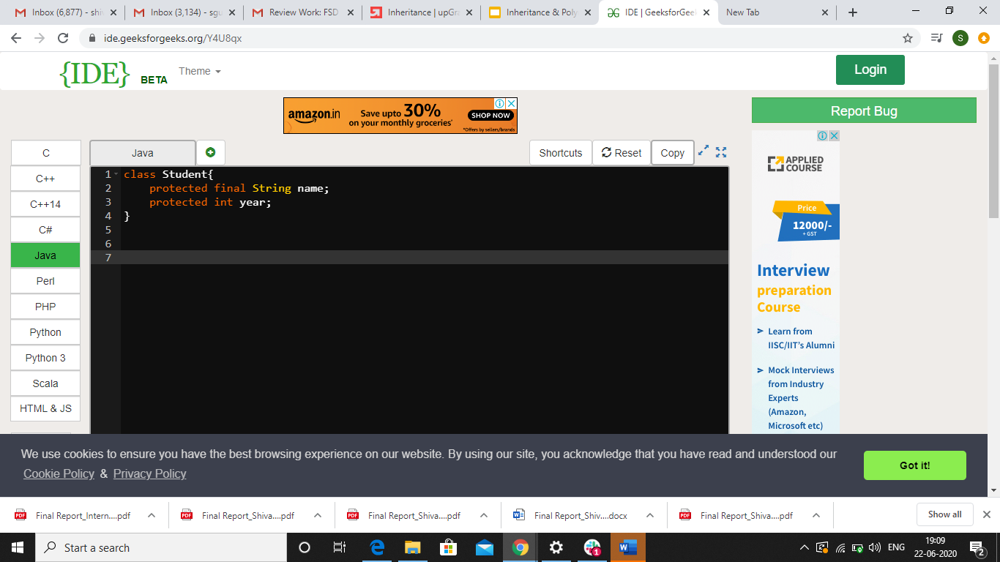 Inbox (6,877) - shi
Inbox (3,134) - sgu
Review Work: FSD
Inheritance | upGra
Inheritance & Poly
IDE | GeeksforGeek
New Tab
ide.geeksforgeeks.org/Y4U8qx
S
{IDE} BETA
Theme
Login
amazon.in
Save upto 30%
on your monthly groceries*
SHOP NOW
*Offers by sellers/brands
Report Bug
C
C++
C++14
C#
Java
Perl
PHP
Python
Python 3
Scala
HTML & JS
Java
Shortcuts
Reset
Copy
1 class Student{
2 protected final String name;
3 protected int year;
4 }
5
6
7
APPLIED
COURSE
Price
12000/-
+ GST
Interview
preparation
Course
Learn from
IISC/IIT's Alumni
Mock Interviews
from Industry
Experts
(Amazon,
Microsoft etc)
We use cookies to ensure you have the best browsing experience on our website. By using our site, you acknowledge that you have read and understood our
Cookie Policy & Privacy Policy
Got it!
Final Report_Intern....pdf
Final Report_Shiva....pdf
Final Report_Shiva....pdf
Final Report_Shiv....docx
Final Report_Shiva....pdf
Show all
Start a search
1
ENG
19:09
22-06-2020
2